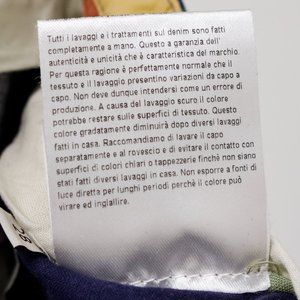 Tutti i lavaggi e i trattamenti sul denim sono fatti
completamente a mano. Questo a garanzia dell'
autenticità e unicità che è caratteristica del marchio.
Per questa ragione è perfettamente normale che il
tessuto e il lavaggio presentino variazioni da capo a
capo. Non deve dunque intendersi come un errore di
produzione. A causa del lavaggio scuro il colore
potrebbe restare sulle superfici di tessuto. Questo
colore gradatamente diminuirà dopo diversi lavaggi
fatti in casa. Raccomandiamo di lavare il capo
separatamente e al rovescio e di evitare il contatto con
superfici di colori chiari o tappezzerie finchè non siano
stati fatti diversi lavaggi in casa. Non esporre a fonti di
luce diretta per lunghi periodi perchè il colore può
virare ed ingiallire.